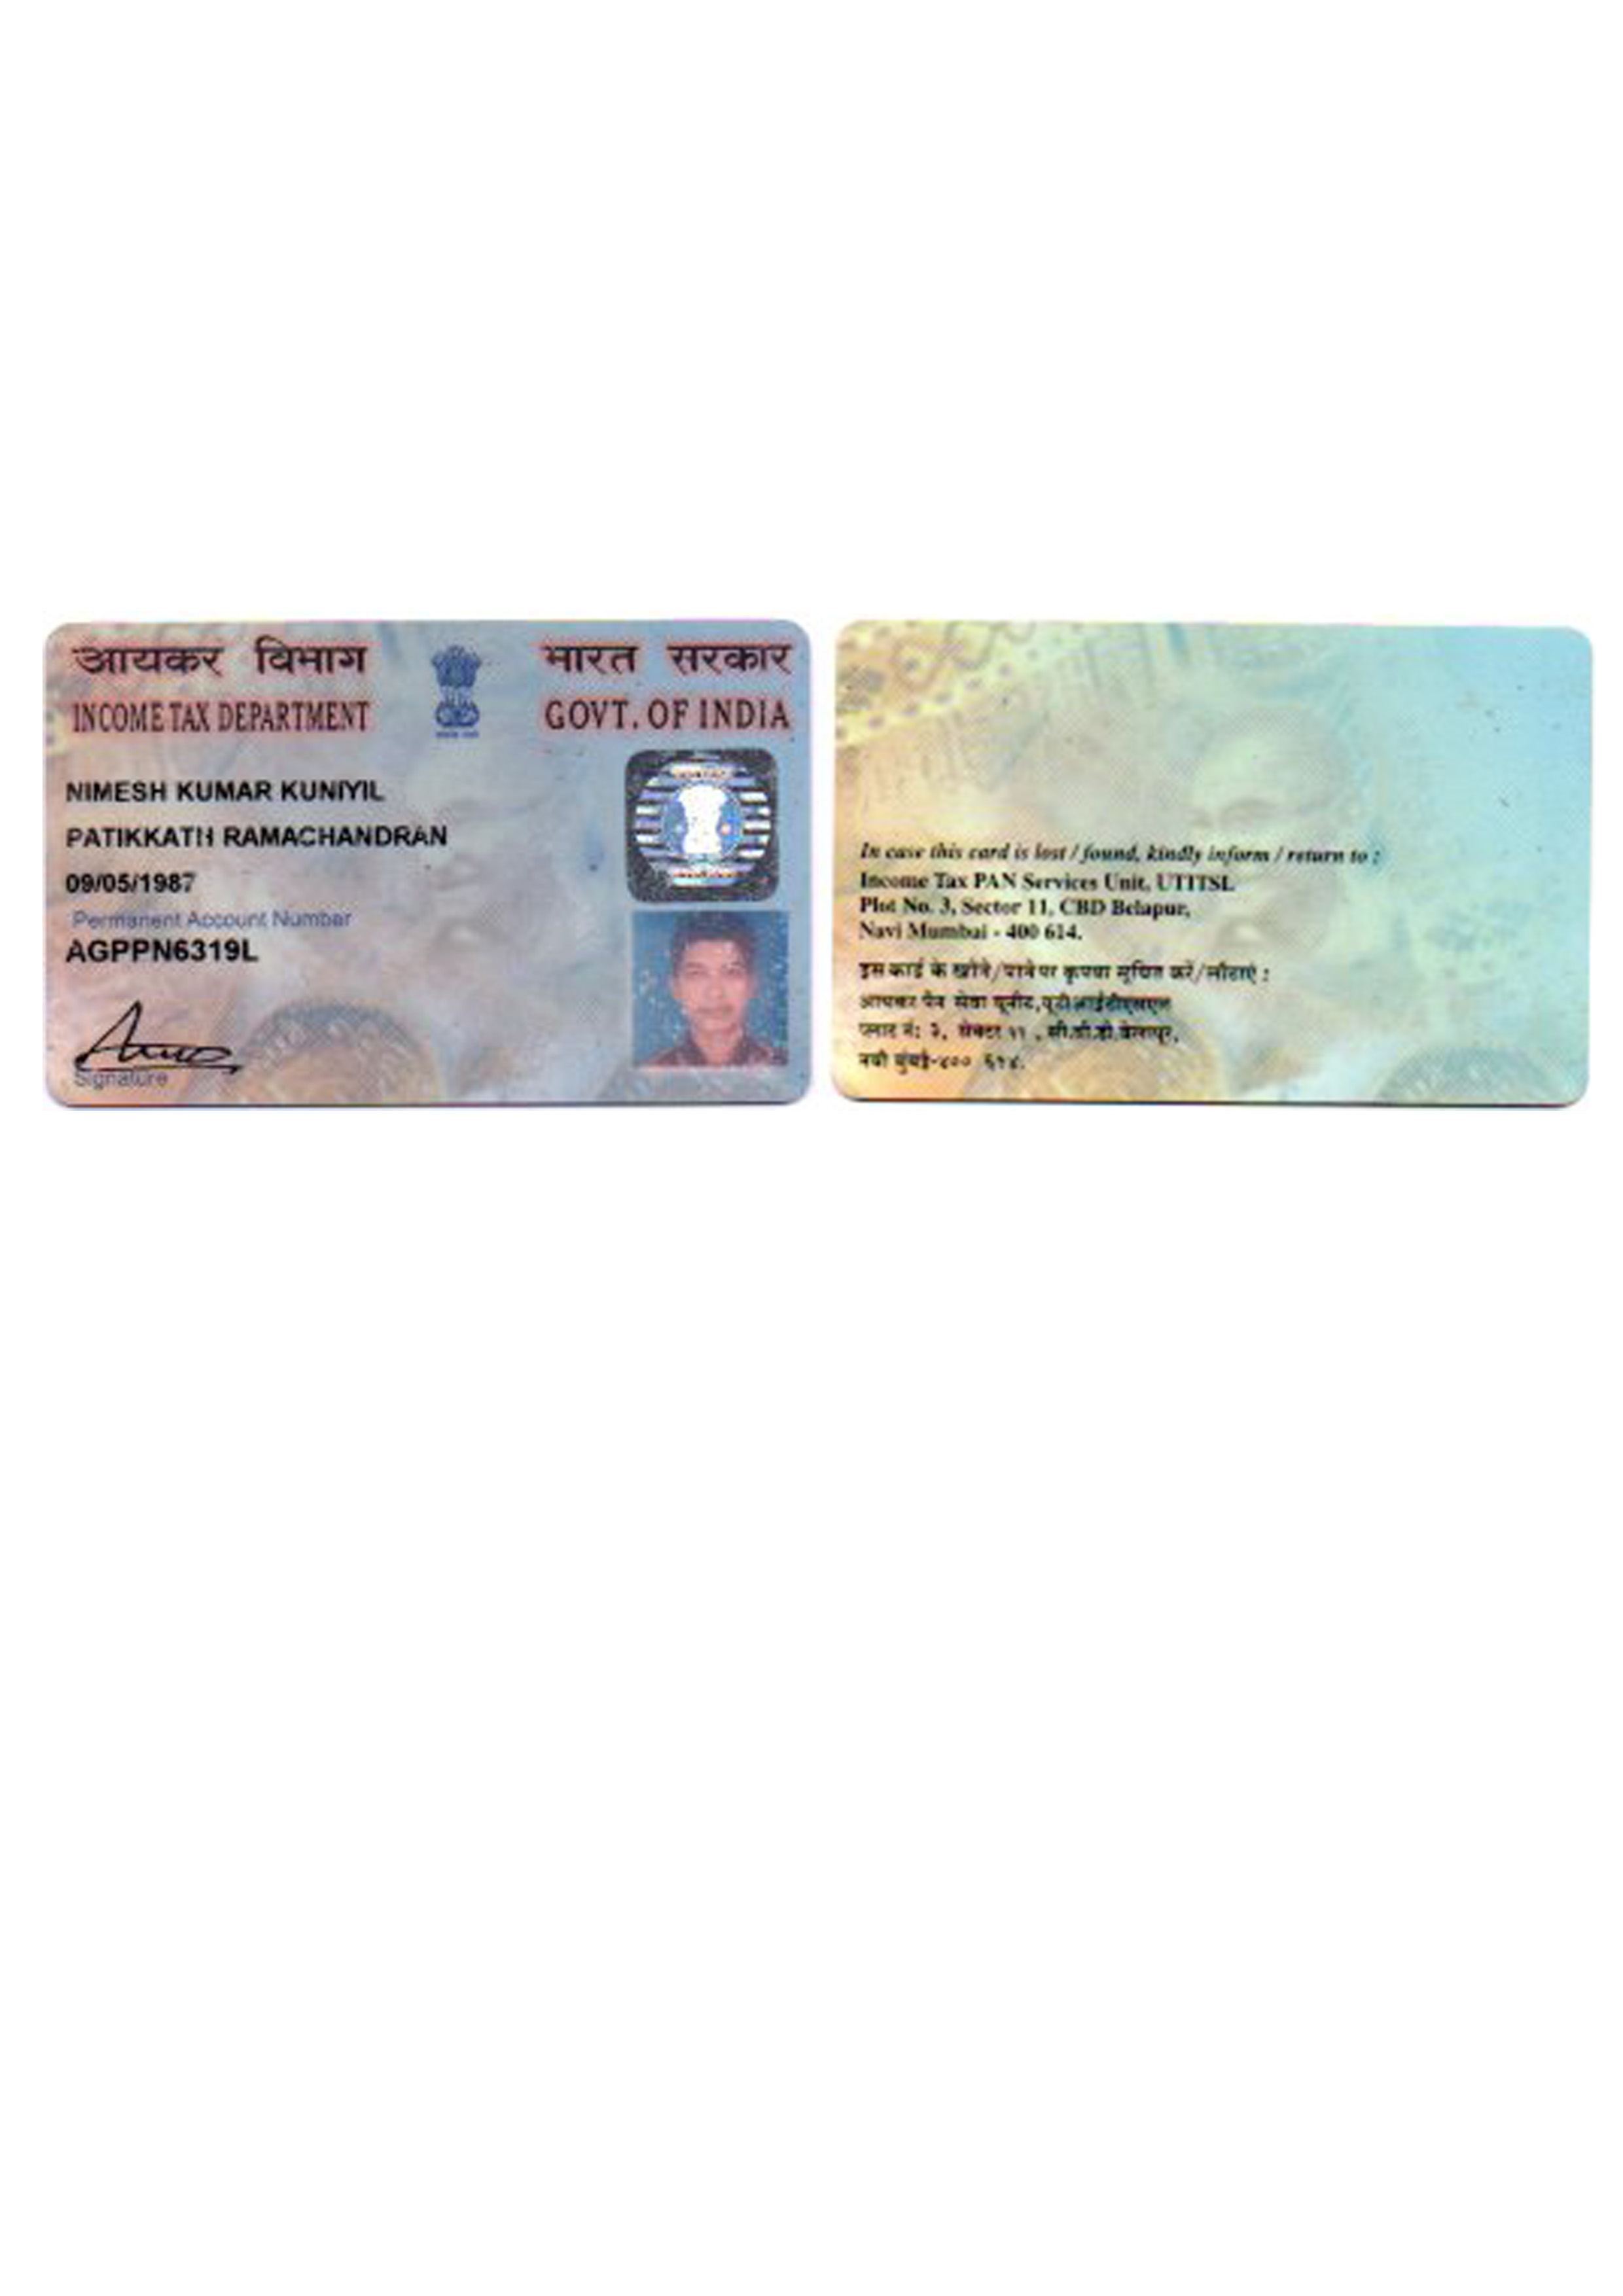 आयकर विभाग
INCOME TAX DEPARTMENT
भारत सरकार
GOVT. OF INDIA
NIMESH KUMAR KUNIYIL
PATIKKATH RAMACHANDRAN
09/05/1987
Permanent Account Number
AGPPN6319L
Signature
In case this card is lost / found, kindly inform / return to :
Income Tax PAN Services Unit, UTITSL
Plot No. 3, Sector 11, CBD Belapur,
Navi Mumbai - 400 614.
इस कार्ड के खोने/पाने पर कृपया सूचित करें/लौटाएं :
आयकर पैन सेवा यूनीट, यूटीआईटीएसएल
प्लाट नं: ३, सेक्टर ११ , सी.बी.डी.बेलापूर,
नवी मुंबई-४०० ६१४.